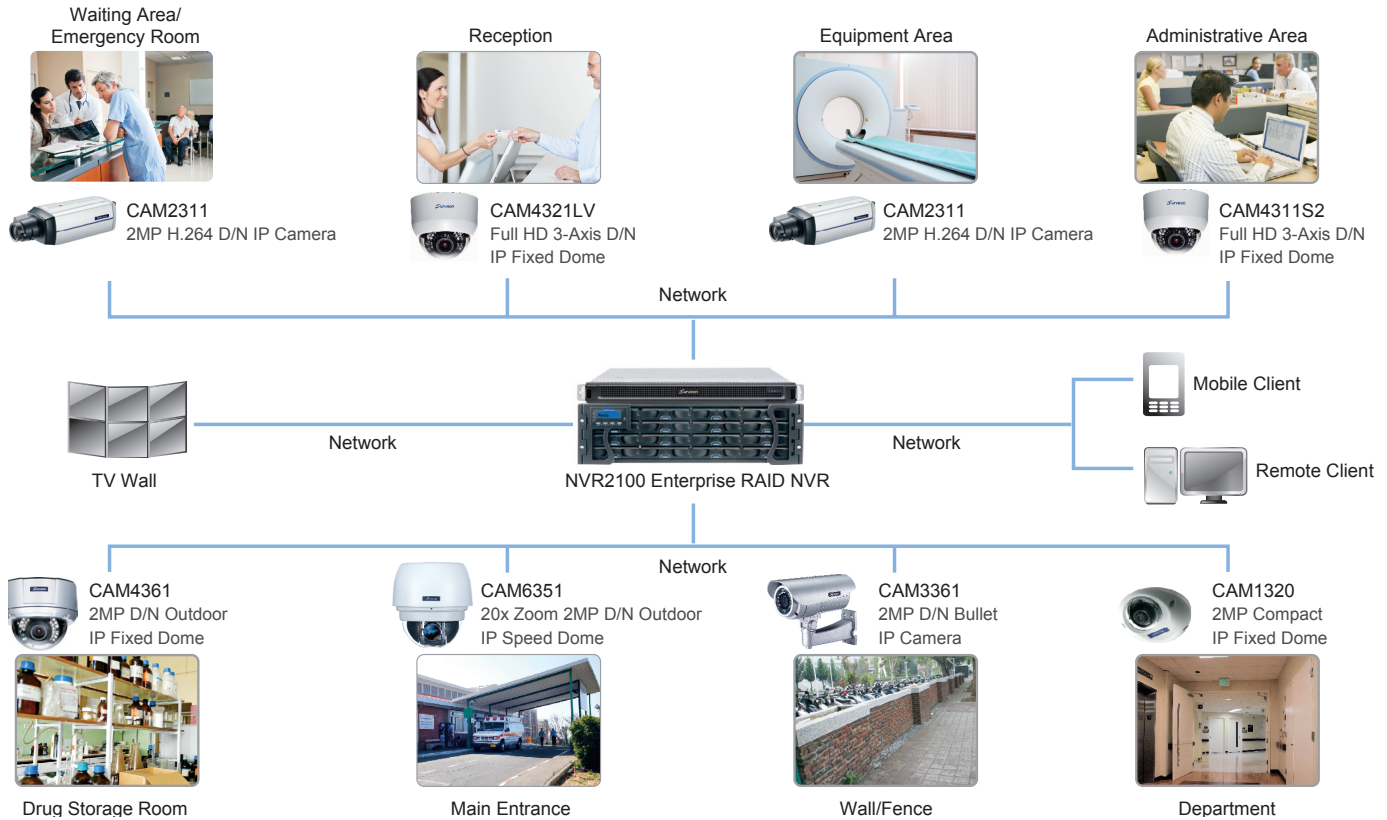 Waiting Area/
Emergency Room
Reception
Equipment Area
Administrative Area
CAM2311
2MP H.264 D/N IP Camera
Surveon
CAM4321LV
Full HD 3-Axis D/N
IP Fixed Dome
CAM2311
2MP H.264 D/N IP Camera
Surveon
CAM4311S2
Full HD 3-Axis D/N
IP Fixed Dome
Network
Surveon
Mobile Client
Network
Network
TV Wall
NVR2100 Enterprise RAID NVR
Remote Client
Network
CAM4361
2MP D/N Outdoor
IP Fixed Dome
CAM6351
20x Zoom 2MP D/N Outdoor
IP Speed Dome
CAM3361
2MP D/N Bullet
IP Camera
CAM1320
2MP Compact
IP Fixed Dome
Drug Storage Room
Main Entrance
Wall/Fence
Department